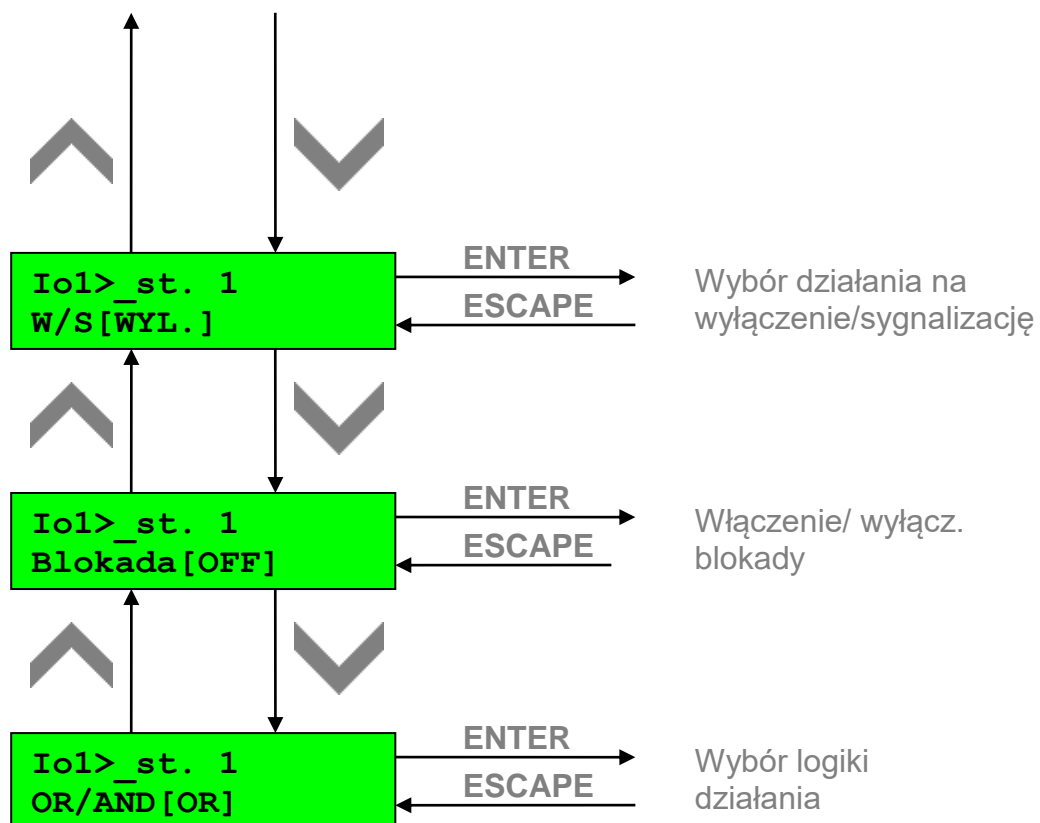 Io1>_st. 1
W/S[WYL.]
ENTER
ESCAPE
Wybór działania na
wyłączenie/sygnalizację
Io1>_st. 1
Blokada[OFF]
ENTER
ESCAPE
Włączenie/ wyłącz.
blokady
Io1>_st. 1
OR/AND[OR]
ENTER
ESCAPE
Wybór logiki
działania